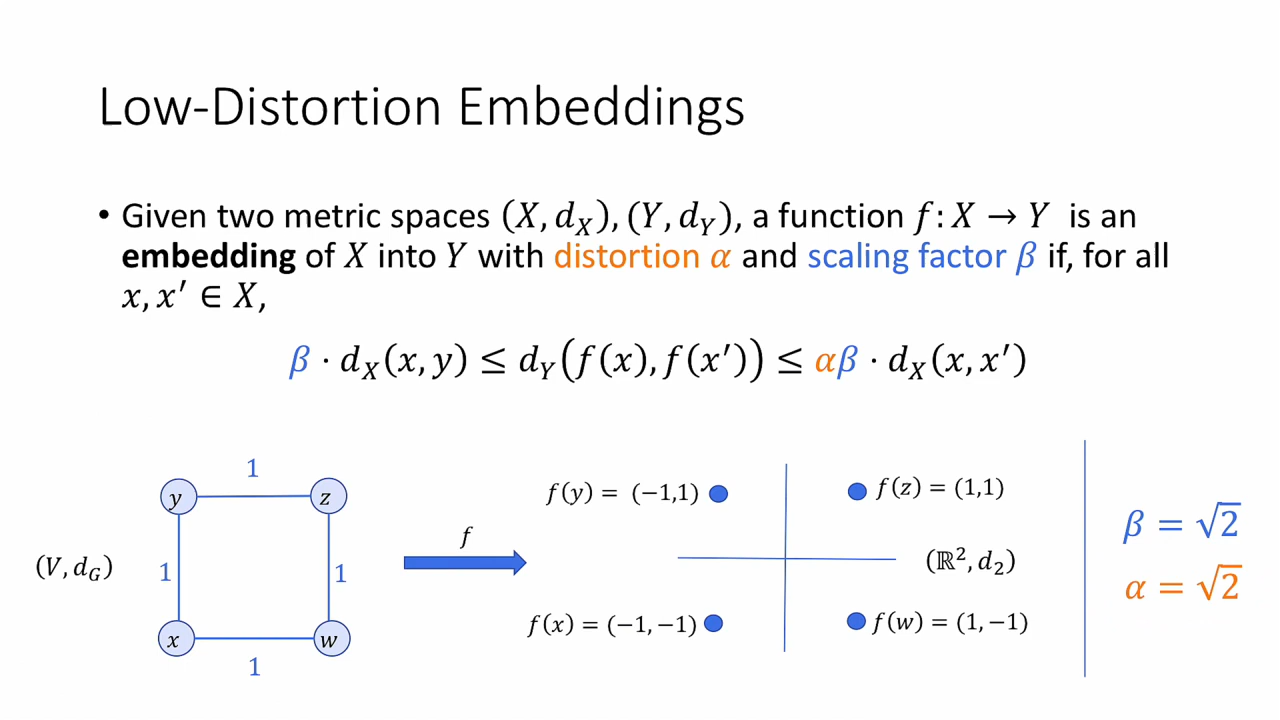 Low-Distortion Embeddings
• Given two metric spaces (X, d_X), (Y, d_Y), a function f: X → Y is an
embedding of X into Y with distortion α and scaling factor β if, for all
x, x′ ∈ X,
β · d_X(x, y) ≤ d_Y(f(x), f(x′)) ≤ αβ · d_X(x, x′)
(V, d_G)
1
y
z
1
1
x
w
1
f
f(y) = (−1,1)
f(z) = (1,1)
(ℝ², d₂)
f(x) = (−1, −1)
f(w) = (1, −1)
β = √2
α = √2